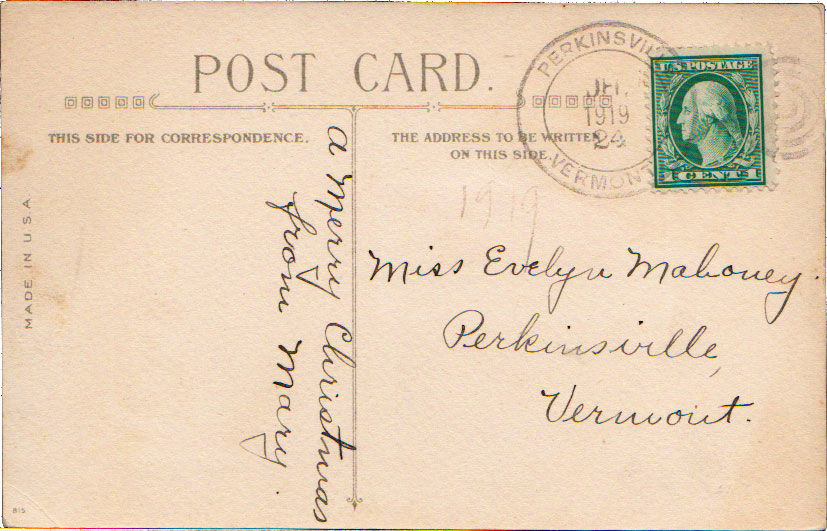 POST CARD.
THIS SIDE FOR CORRESPONDENCE.
THE ADDRESS TO BE WRITTEN
ON THIS SIDE.
PERKINSVILLE
1919
24
VERMONT
U.S. POSTAGE
1 CENT 1
1919
a Merry Christmas
from Mary.
Miss Evelyn Mahoney.
Perkinsville,
Vermont.
MADE IN U S A